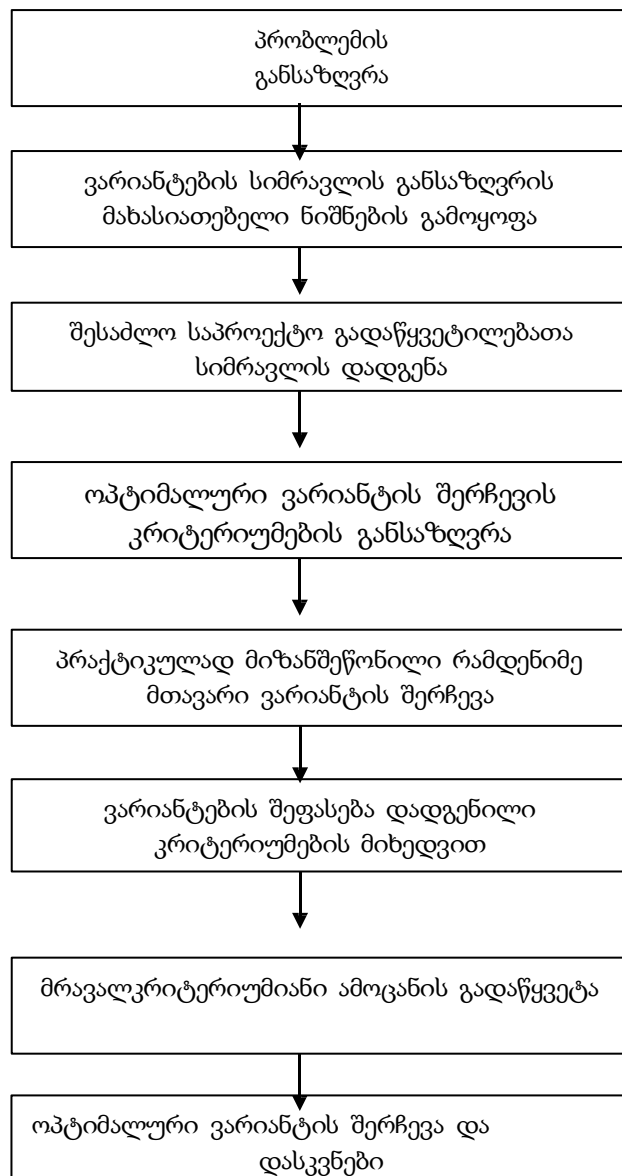 პრობლემის
განსაზღვრა
ვარიანტების სიმრავლის განსაზღვრის
მახასიათებელი ნიშნების გამოყოფა
შესაძლო საპროექტო გადაწყვეტილებათა
სიმრავლის დადგენა
ოპტიმალური ვარიანტის შერჩევის
კრიტერიუმების განსაზღვრა
პრაქტიკულად მიზანშეწონილი რამდენიმე
მთავარი ვარიანტის შერჩევა
ვარიანტების შეფასება დადგენილი
კრიტერიუმების მიხედვით
მრავალკრიტერიუმიანი ამოცანის გადაწყვეტა
ოპტიმალური ვარიანტის შერჩევა და
დასკვნები